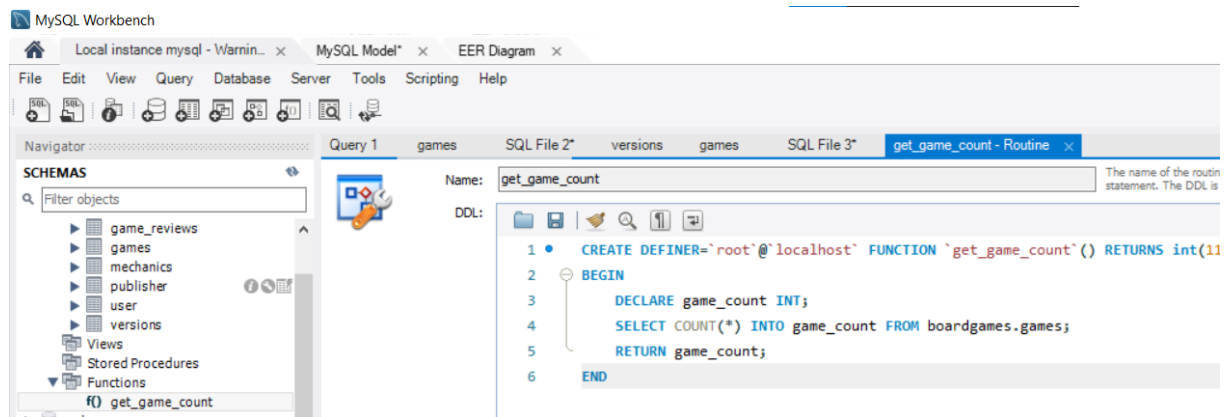 MySQL Workbench
Local instance mysql - Warnin... × MySQL Model* × EER Diagram ×
File Edit View Query Database Server Tools Scripting Help
Navigator Query 1 games SQL File 2* versions games SQL File 3* get_game_count - Routine ×
SCHEMAS
Filter objects
game_reviews
games
mechanics
publisher
user
versions
Views
Stored Procedures
Functions
f() get_game_count
Name: get_game_count
The name of the routin
statement. The DDL is
DDL:
1 CREATE DEFINER=`root`@`localhost` FUNCTION `get_game_count`() RETURNS int(11
2 BEGIN
3 DECLARE game_count INT;
4 SELECT COUNT(*) INTO game_count FROM boardgames.games;
5 RETURN game_count;
6 END